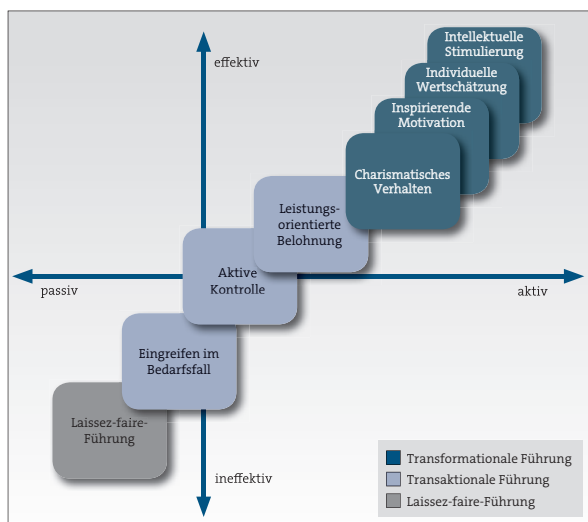 Intellektuelle
Stimulierung
effektiv
Individuelle
Wertschätzung
Inspirierende
Motivation
Charismatisches
Verhalten
Leistungs-
orientierte
Belohnung
Aktive
Kontrolle
passiv
aktiv
Eingreifen im
Bedarfsfall
Laissez-faire-
Führung
ineffektiv
Transformationale Führung
Transaktionale Führung
Laissez-faire-Führung